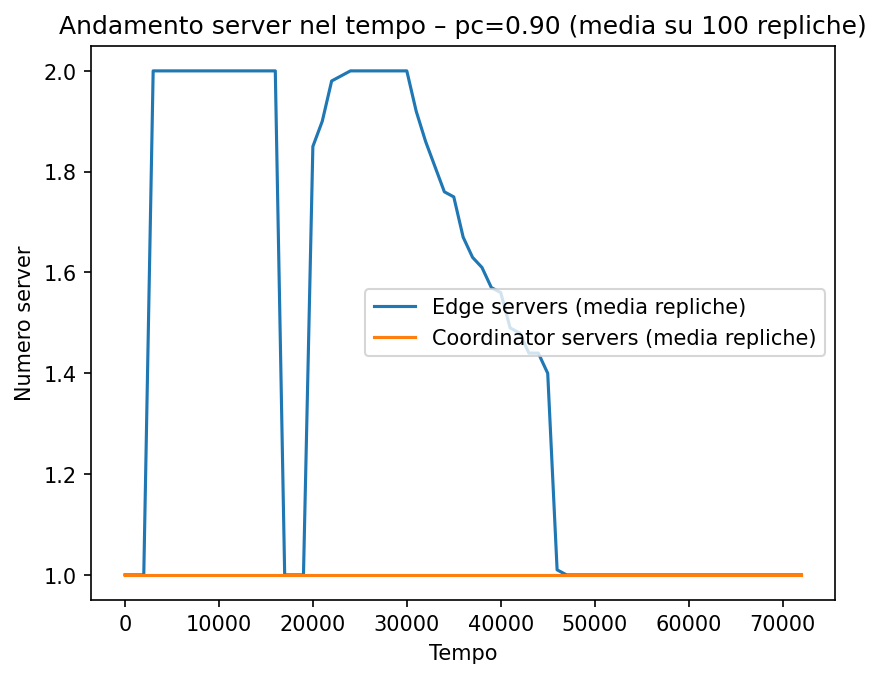 Andamento server nel tempo – pc=0.90 (media su 100 repliche)
2.0
1.8
1.6
1.4
1.2
1.0
Numero server
Edge servers (media repliche)
Coordinator servers (media repliche)
0 10000 20000 30000 40000 50000 60000 70000
Tempo